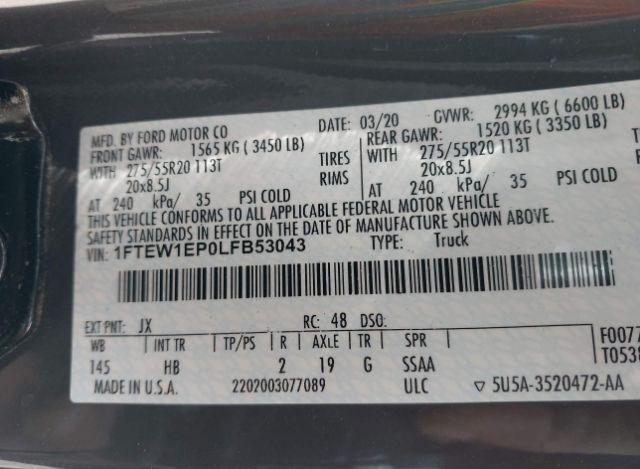 MFD. BY FORD MOTOR CO DATE: 03/20 GVWR: 2994 KG ( 6600 LB)
FRONT GAWR: 1565 KG ( 3450 LB) REAR GAWR: 1520 KG ( 3350 LB)
WITH 275/55R20 113T TIRES WITH 275/55R20 113T
20x8.5J RIMS 20x8.5J
AT 240 kPa/ 35 PSI COLD AT 240 kPa/ 35 PSI COLD
THIS VEHICLE CONFORMS TO ALL APPLICABLE FEDERAL MOTOR VEHICLE
SAFETY STANDARDS IN EFFECT ON THE DATE OF MANUFACTURE SHOWN ABOVE.
VIN: 1FTEW1EP0LFB53043 TYPE: Truck
EXT PNT: JX RC: 48 DSO:
WB INT TR TP/PS R AXLE TR SPR
145 HB 2 19 G SSAA
MADE IN U.S.A. 2202003077089 ULC ▽ 5U5A-3520472-AA
F0077
T0538